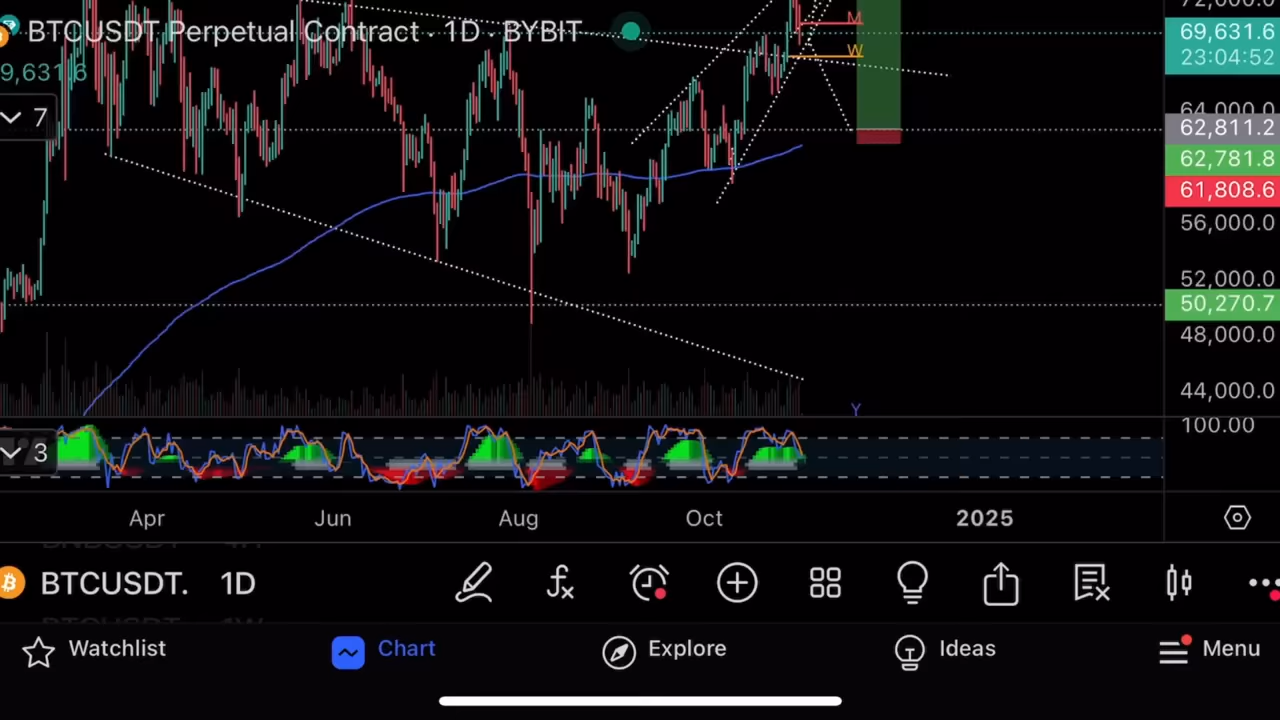 72,000.0
BTCUSDT Perpetual Contract · 1D · BYBIT
M
69,631.6
23:04:52
W
9,631.6
7
64,000.0
62,811.2
62,781.8
61,808.6
56,000.0
52,000.0
50,270.7
48,000.0
44,000.0
Y
100.00
3
Apr Jun Aug Oct 2025
BTCUSDT. 1D
Watchlist Chart Explore Ideas Menu